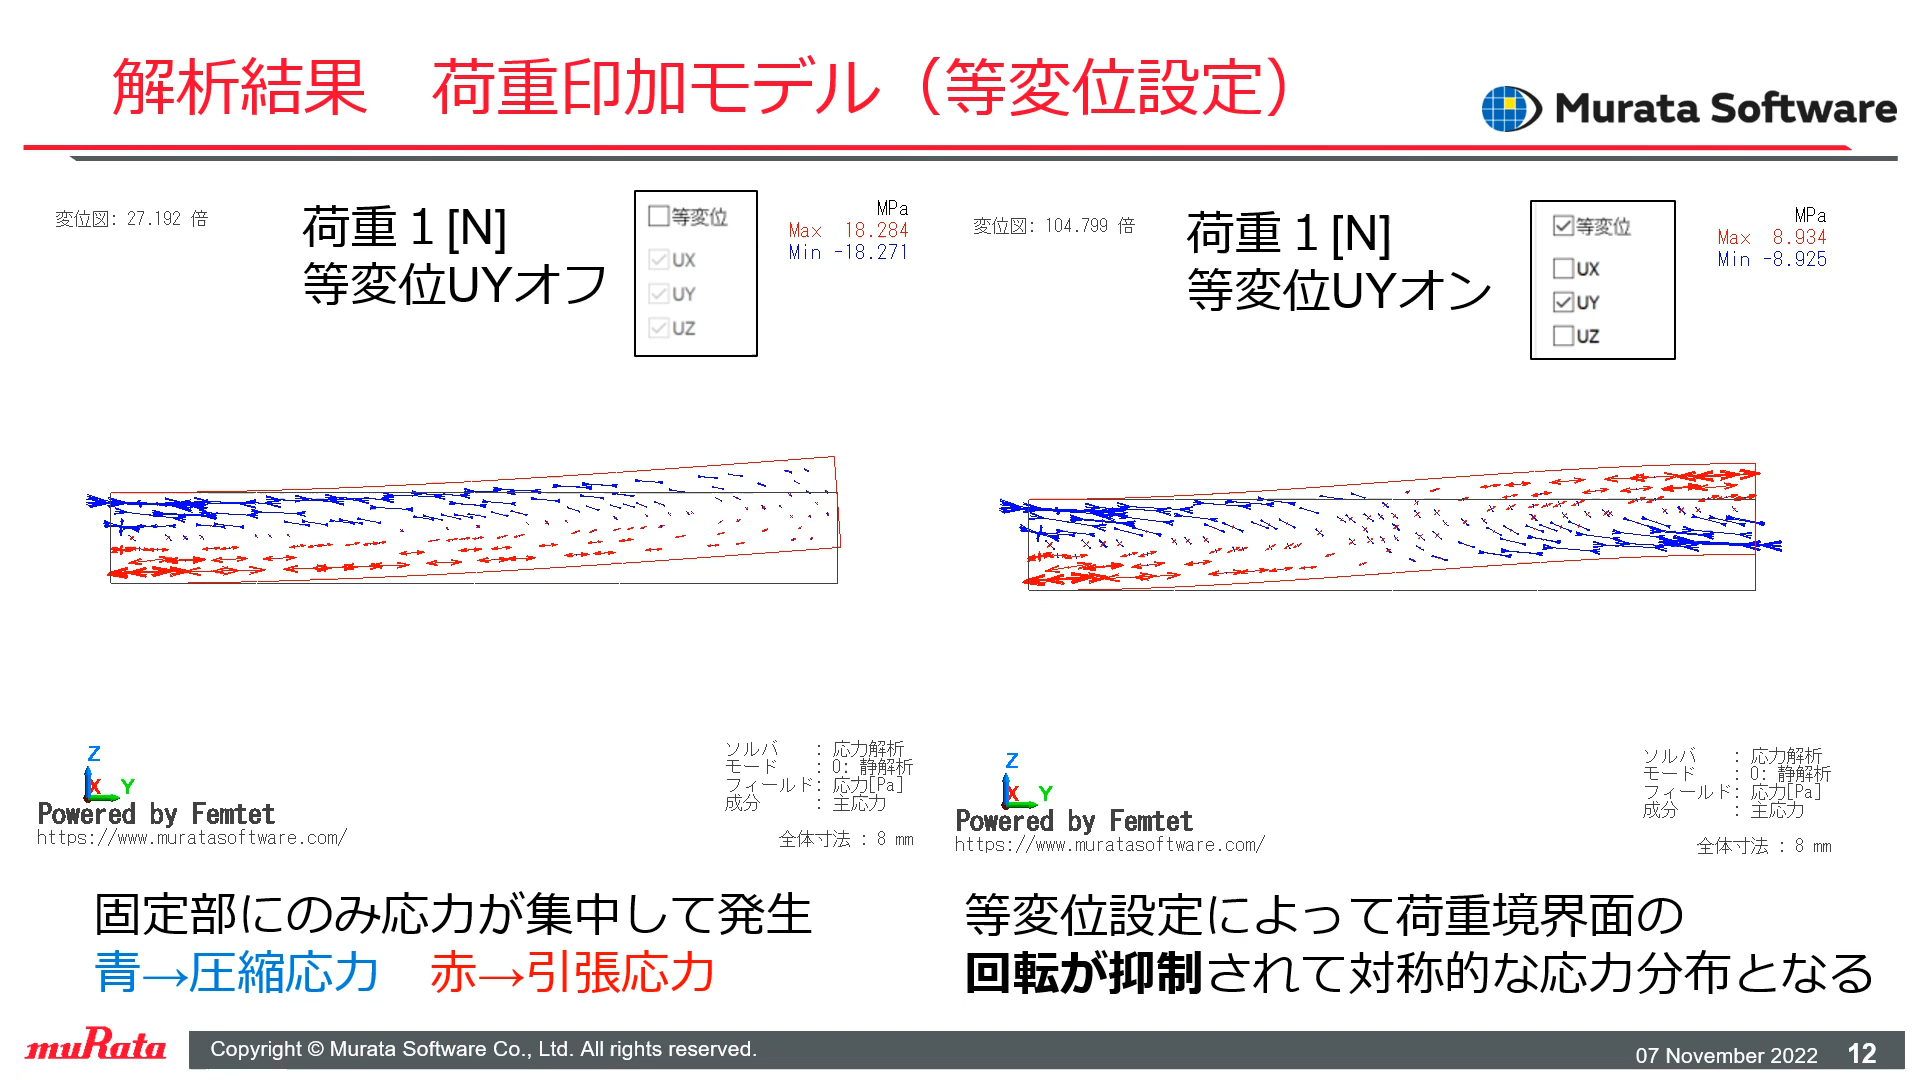 解析結果　荷重印加モデル（等変位設定）
Murata Software
変位図: 27.192 倍
荷重１[N]
等変位UYオフ
等変位
UX
UY
UZ
MPa
Max 18.284
Min -18.271
変位図: 104.799 倍
荷重１[N]
等変位UYオン
等変位
UX
UY
UZ
MPa
Max 8.934
Min -8.925
Z
X Y
Powered by Femtet
https://www.muratasoftware.com/
ソルバ : 応力解析
モード : 0: 静解析
フィールド: 応力[Pa]
成分 : 主応力
全体寸法 : 8 mm
Z
X Y
Powered by Femtet
https://www.muratasoftware.com/
ソルバ : 応力解析
モード : 0: 静解析
フィールド: 応力[Pa]
成分 : 主応力
全体寸法 : 8 mm
固定部にのみ応力が集中して発生
青→圧縮応力　赤→引張応力
等変位設定によって荷重境界面の
回転が抑制されて対称的な応力分布となる
muRata
Copyright © Murata Software Co., Ltd. All rights reserved.
07 November 2022 12